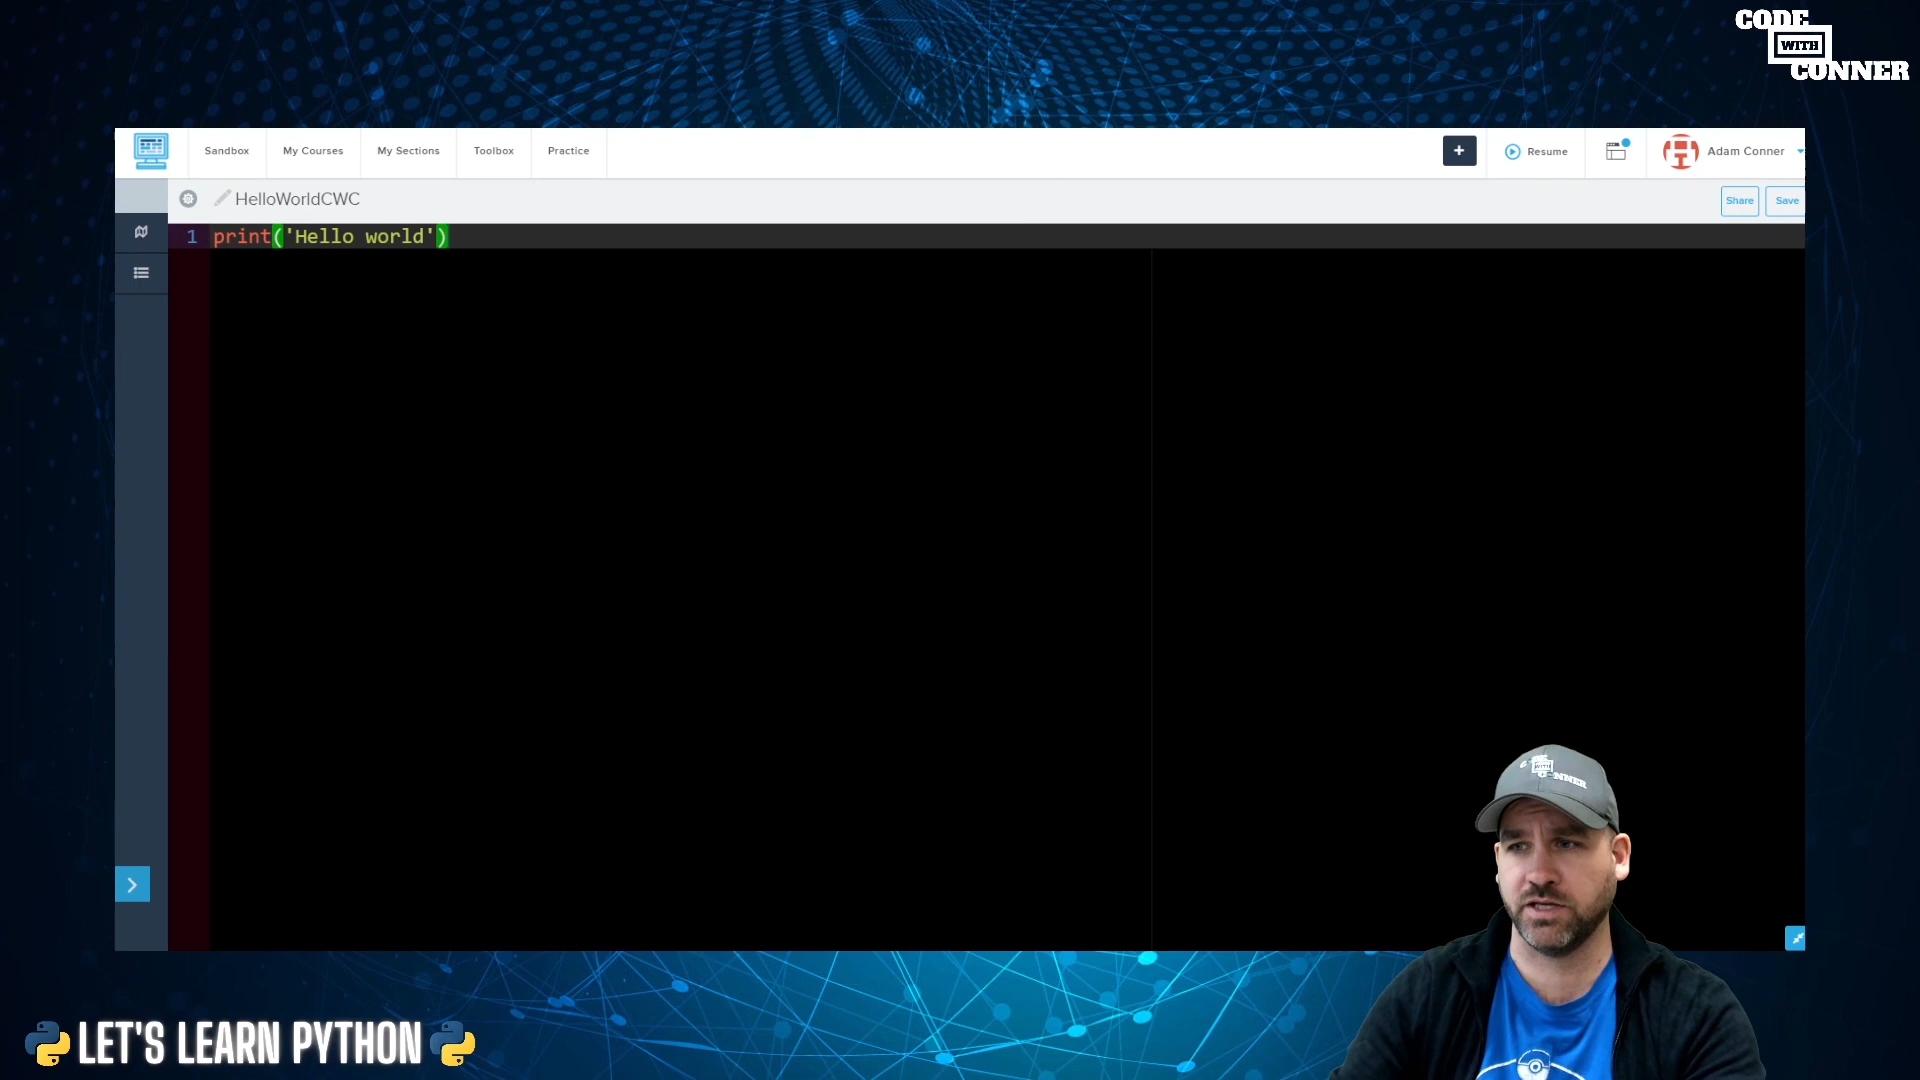 CODE
WITH
CONNER
Sandbox
My Courses
My Sections
Toolbox
Practice
+
Resume
Adam Conner
HelloWorldCWC
Share
Save
1 print('Hello world')
WITH
LET'S LEARN PYTHON